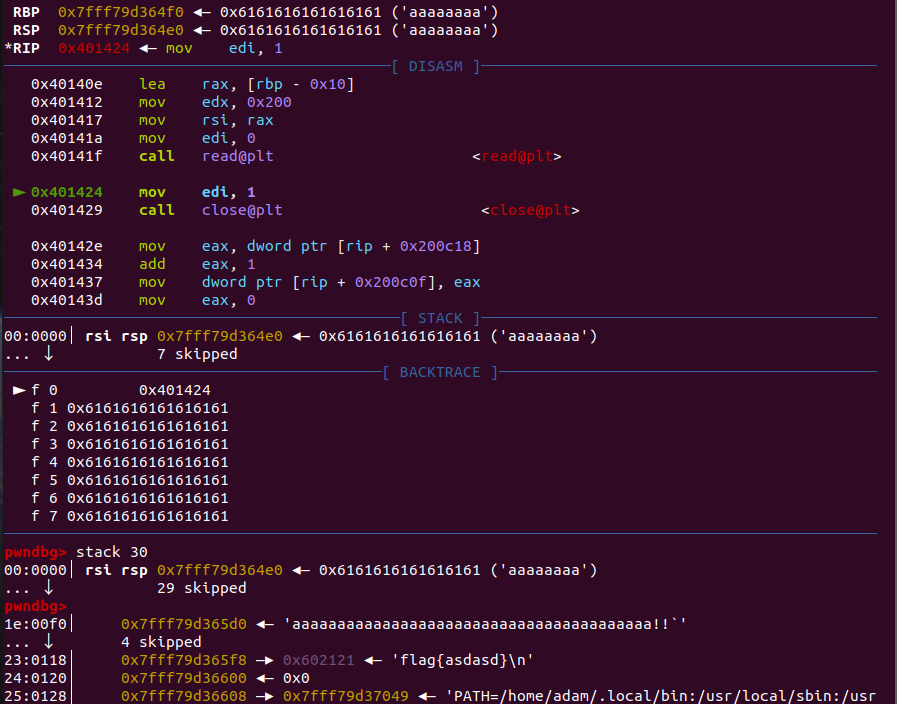 RBP 0x7fff79d364f0 ◂— 0x6161616161616161 ('aaaaaaaa')
RSP 0x7fff79d364e0 ◂— 0x6161616161616161 ('aaaaaaaa')
*RIP 0x401424 ◂— mov edi, 1
[ DISASM ]
0x40140e lea rax, [rbp - 0x10]
0x401412 mov edx, 0x200
0x401417 mov rsi, rax
0x40141a mov edi, 0
0x40141f call read@plt <read@plt>
► 0x401424 mov edi, 1
0x401429 call close@plt <close@plt>
0x40142e mov eax, dword ptr [rip + 0x200c18]
0x401434 add eax, 1
0x401437 mov dword ptr [rip + 0x200c0f], eax
0x40143d mov eax, 0
[ STACK ]
00:0000│ rsi rsp 0x7fff79d364e0 ◂— 0x6161616161616161 ('aaaaaaaa')
... ↓ 7 skipped
[ BACKTRACE ]
► f 0 0x401424
f 1 0x6161616161616161
f 2 0x6161616161616161
f 3 0x6161616161616161
f 4 0x6161616161616161
f 5 0x6161616161616161
f 6 0x6161616161616161
f 7 0x6161616161616161
pwndbg> stack 30
00:0000│ rsi rsp 0x7fff79d364e0 ◂— 0x6161616161616161 ('aaaaaaaa')
... ↓ 29 skipped
pwndbg>
1e:00f0│ 0x7fff79d365d0 ◂— 'aaaaaaaaaaaaaaaaaaaaaaaaaaaaaaaaaaaaaaaa!!`'
... ↓ 4 skipped
23:0118│ 0x7fff79d365f8 —▸ 0x602121 ◂— 'flag{asdasd}\n'
24:0120│ 0x7fff79d36600 ◂— 0x0
25:0128│ 0x7fff79d36608 —▸ 0x7fff79d37049 ◂— 'PATH=/home/adam/.local/bin:/usr/local/sbin:/usr